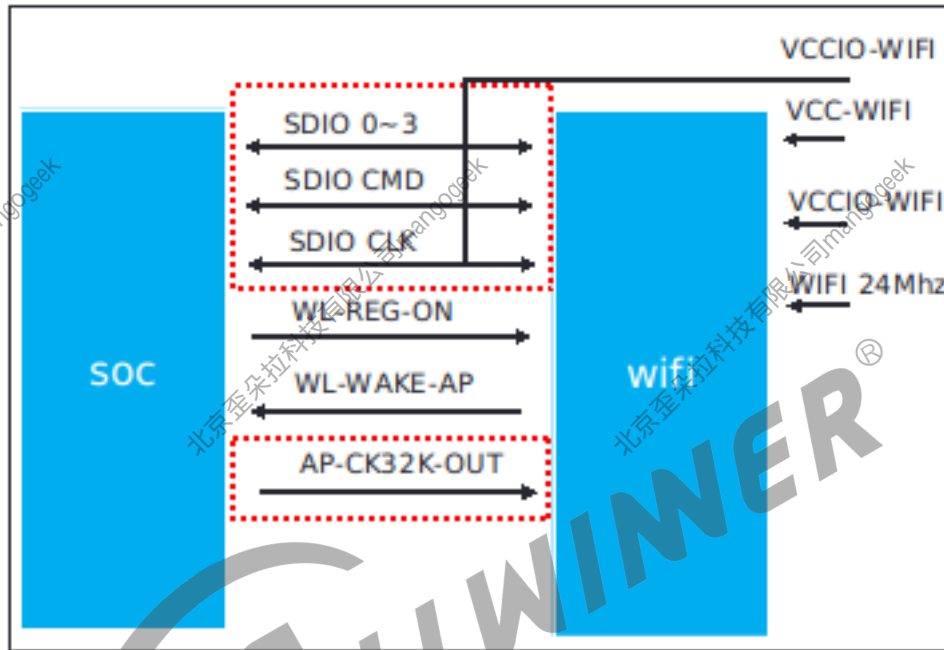 VCCIO-WIFI
SDIO 0~3
VCC-WIFI
SDIO CMD
VCCIO-WIFI
SDIO CLK
WIFI 24Mhz
WL-REG-ON
soc
wifi
WL-WAKE-AP
AP-CK32K-OUT
北京歪朵拉科技有限公司mangogeek
北京歪朵拉科技有限公司mangogeek
mangogeek
WINNER®